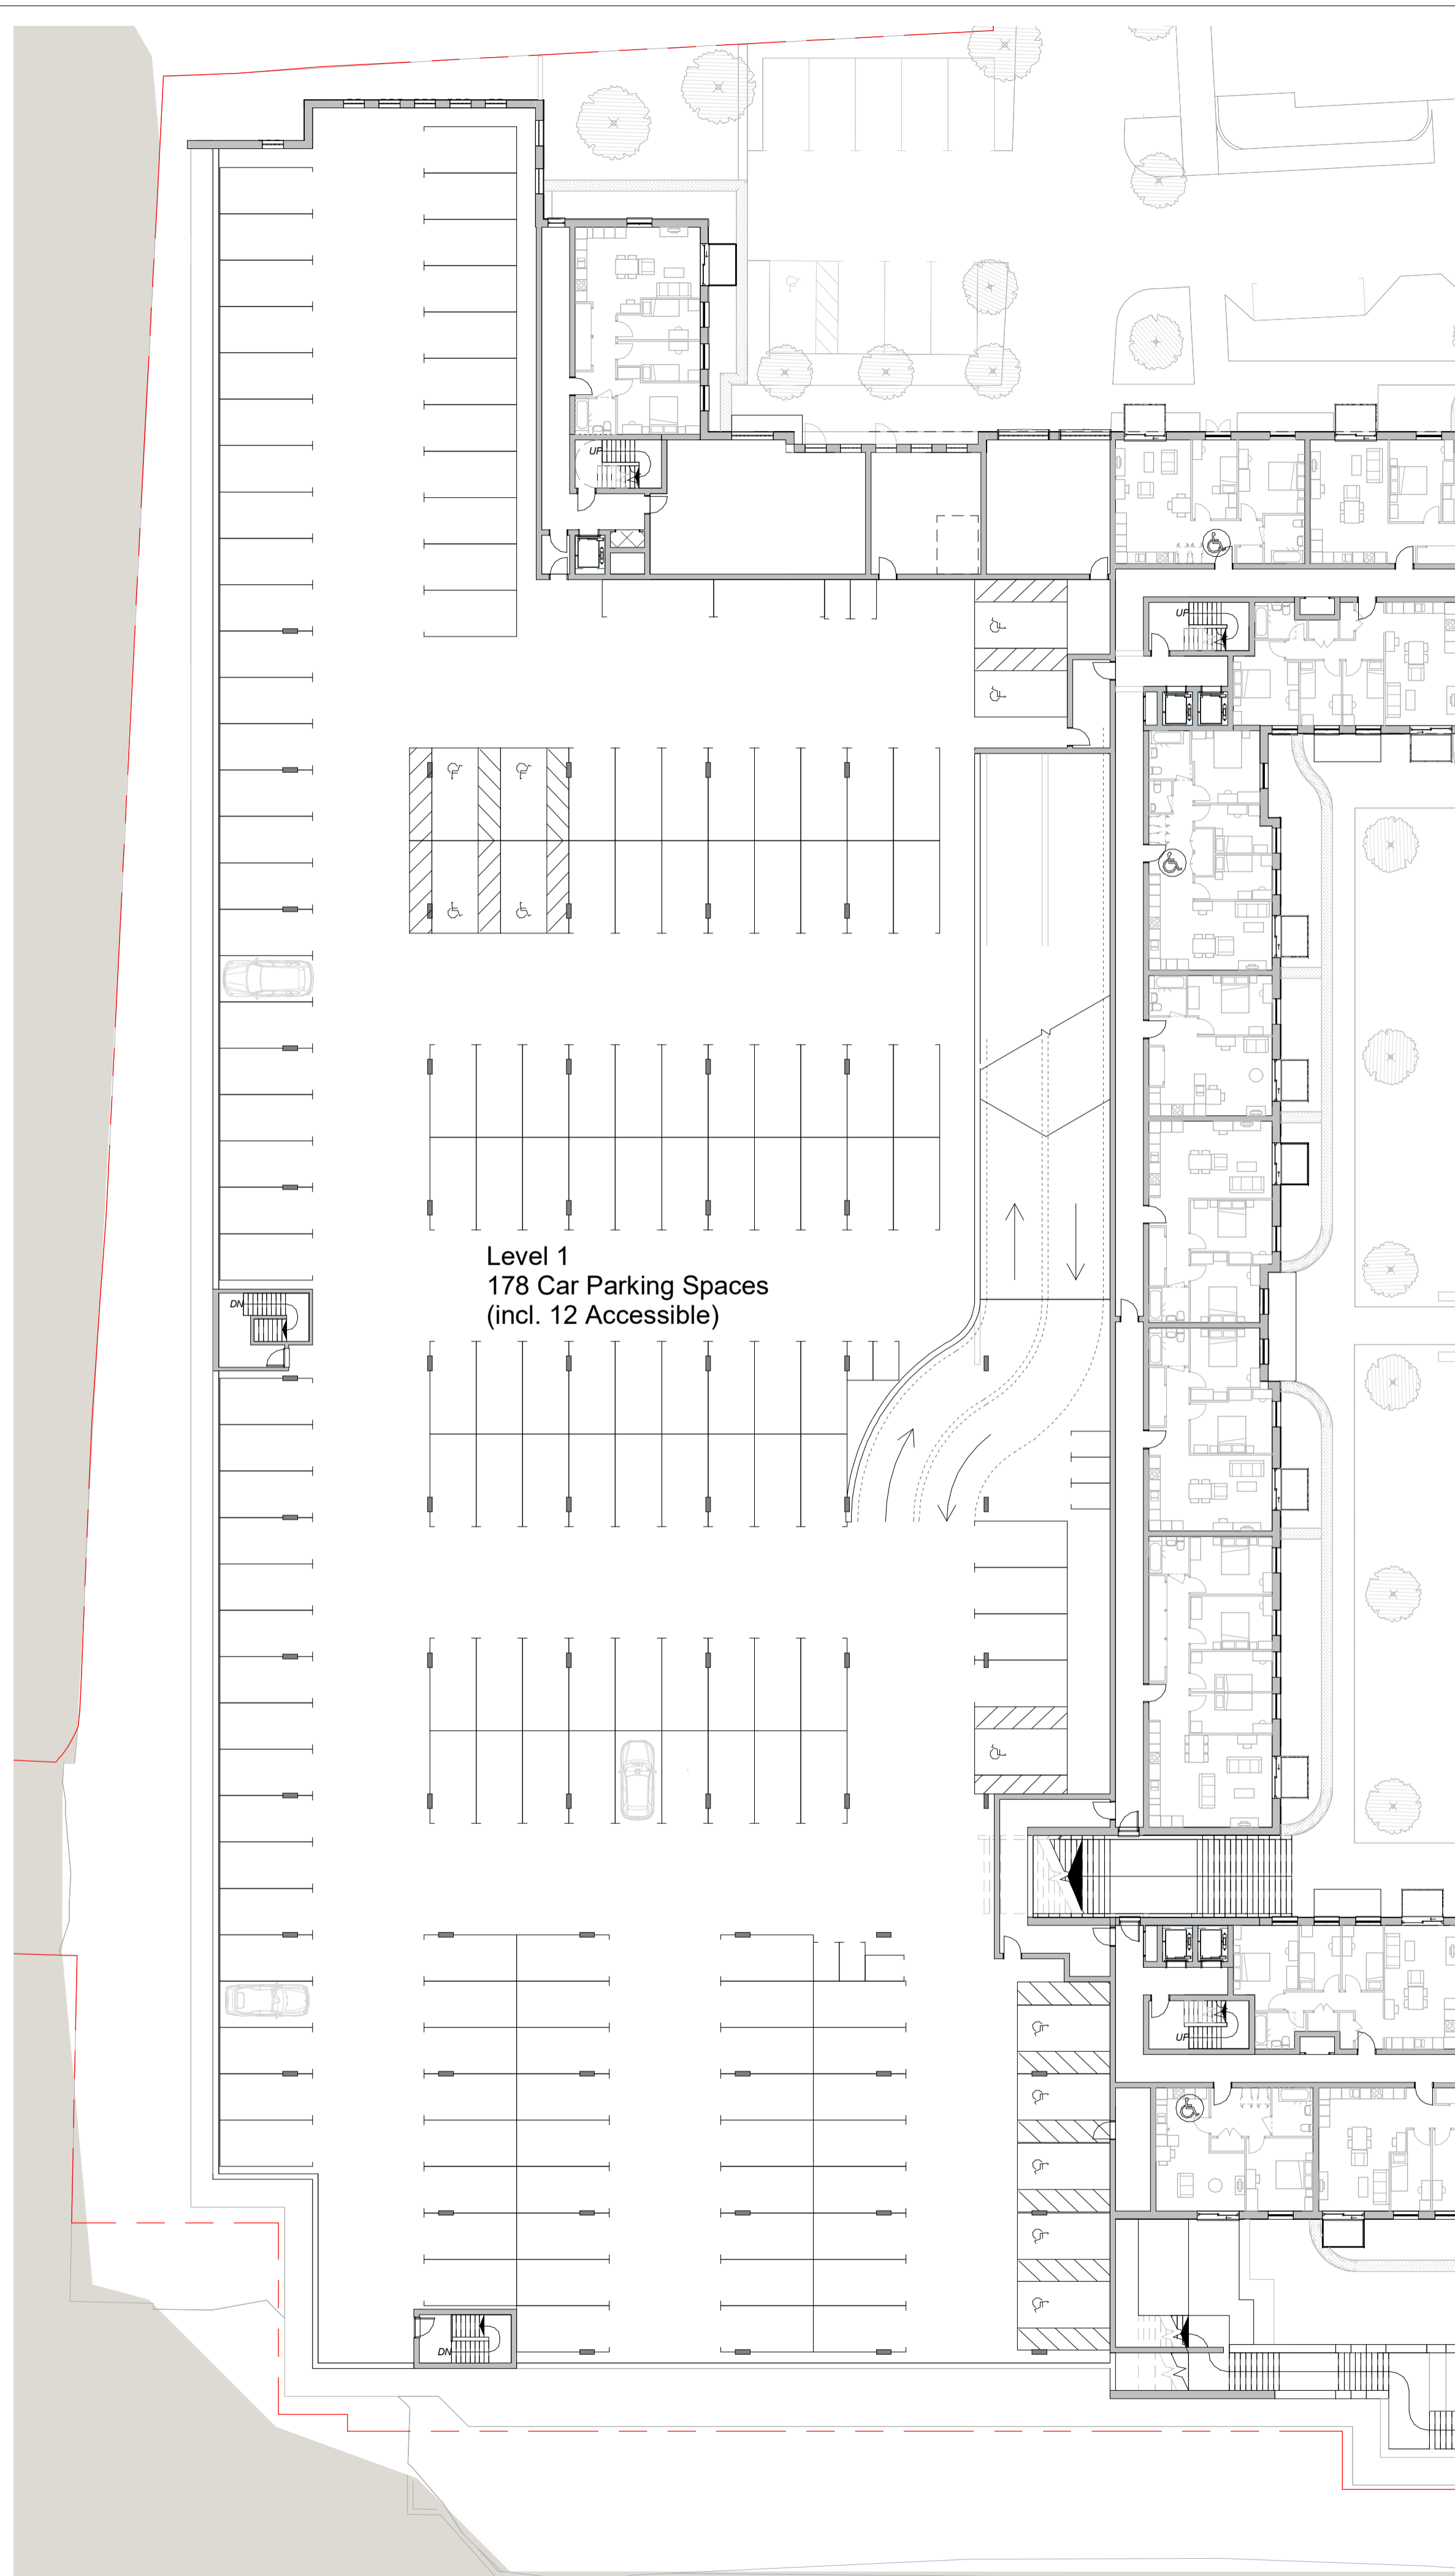 UP
UP
Level 1
178 Car Parking Spaces
(incl. 12 Accessible)
DN
UP
DN